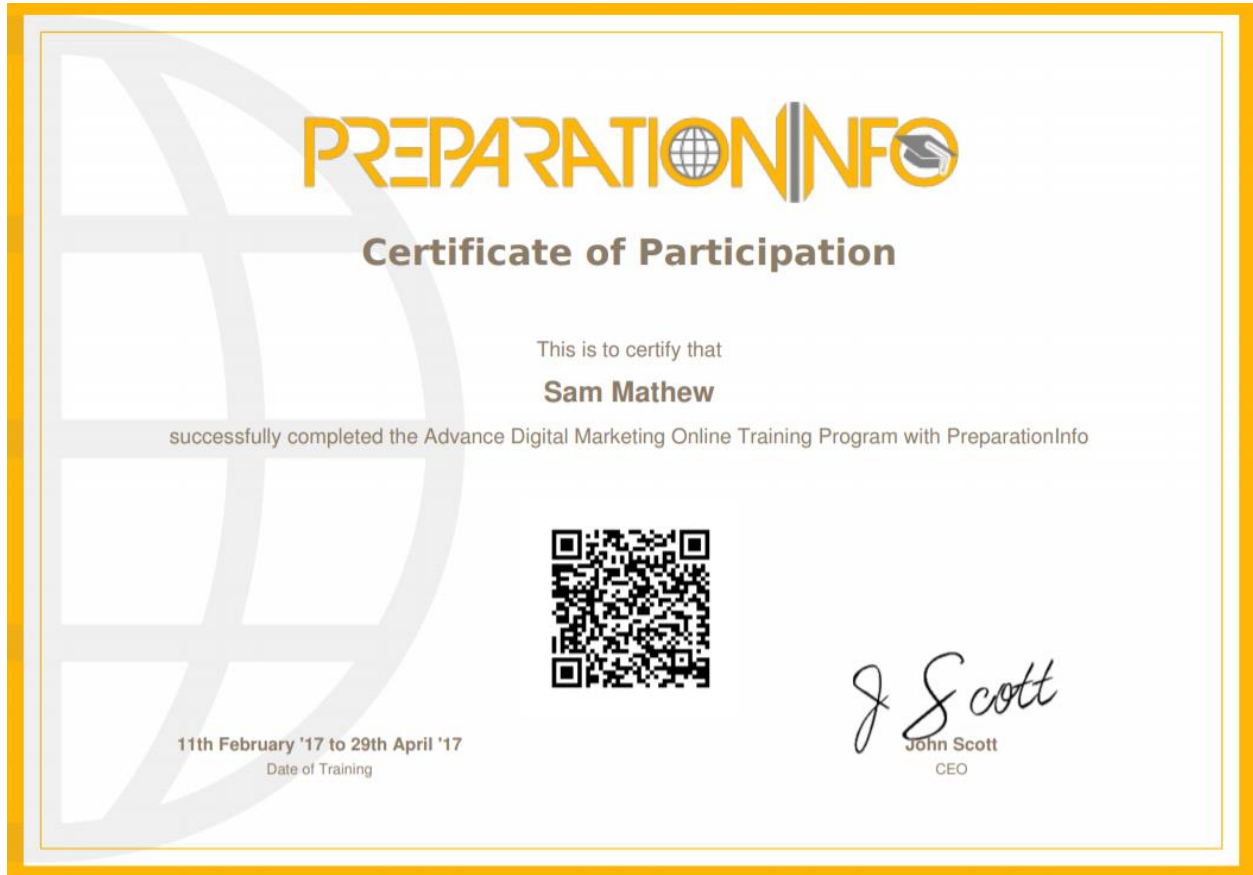 PREPARATIONINFO
Certificate of Participation
This is to certify that
Sam Mathew
successfully completed the Advance Digital Marketing Online Training Program with PreparationInfo
J Scott
11th February '17 to 29th April '17
Date of Training
John Scott
CEO